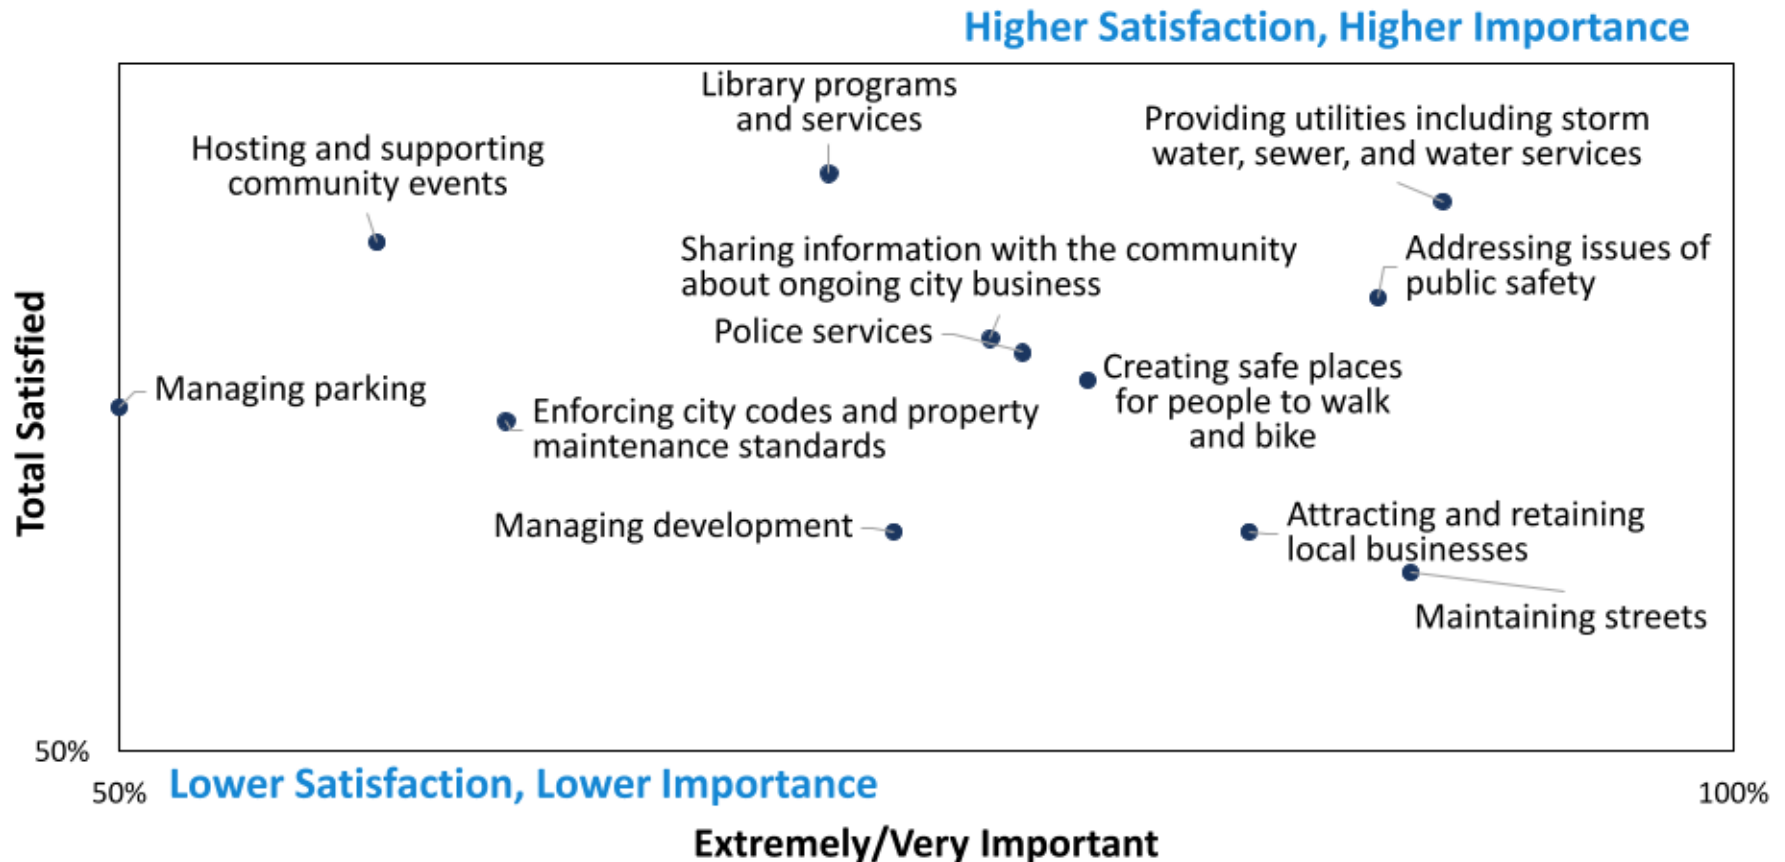 Higher Satisfaction, Higher Importance
Library programs
and services
Providing utilities including storm
water, sewer, and water services
Hosting and supporting
community events
Sharing information with the community
about ongoing city business
Addressing issues of
public safety
Police services
Creating safe places
for people to walk
and bike
Managing parking
Enforcing city codes and property
maintenance standards
Total Satisfied
Managing development
Attracting and retaining
local businesses
Maintaining streets
50%
50%
Lower Satisfaction, Lower Importance
100%
Extremely/Very Important